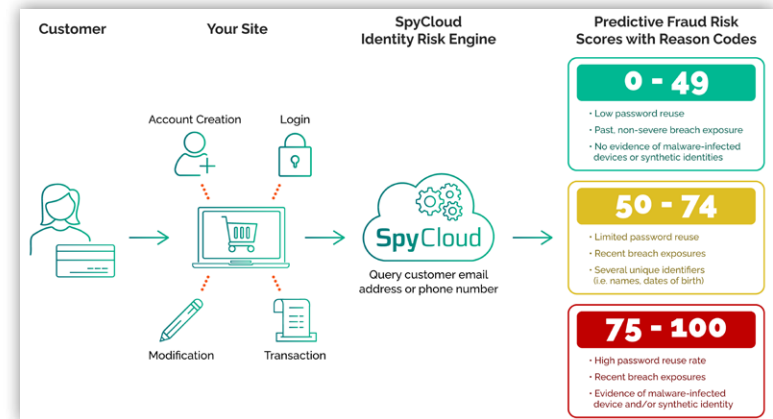 Customer
Your Site
SpyCloud
Identity Risk Engine
Predictive Fraud Risk
Scores with Reason Codes
Account Creation
Login
Modification
Transaction
SpyCloud
Query customer email
address or phone number
0 - 49
• Low password reuse
• Past, non-severe breach exposure
• No evidence of malware-infected
devices or synthetic identities
50 - 74
• Limited password reuse
• Recent breach exposures
• Several unique identifiers
(i.e. names, dates of birth)
75 - 100
• High password reuse rate
• Recent breach exposures
• Evidence of malware-infected
device and/or synthetic identity